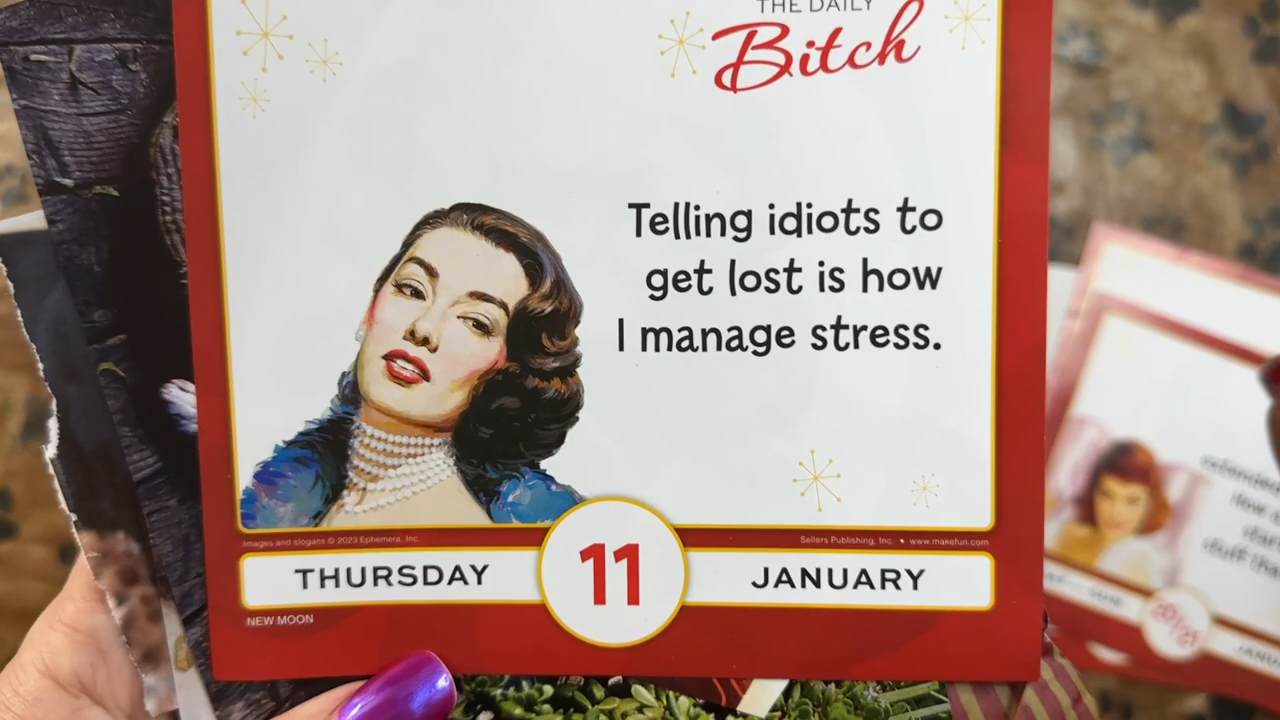 THE DAILY
Bitch
Telling idiots to
get lost is how
I manage stress.
Images and slogans © 2023 Ephemera, Inc.
Sellers Publishing, Inc. • www.makefun.com
THURSDAY
11
JANUARY
NEW MOON